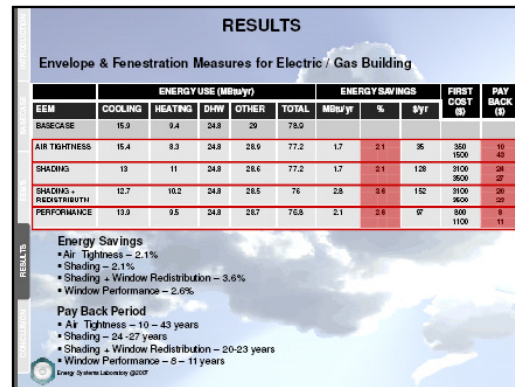 RESULTS
Envelope & Fenestration Measures for Electric / Gas Building
ENERGY USE (MBtu/yr) ENERGY SAVINGS FIRST COST ($) PAY BACK ($)
EEM COOLING HEATING DHW OTHER TOTAL MBtu/yr % $/yr
BASECASE 15.9 9.4 24.8 29 78.9
AIR TIGHTNESS 15.4 8.3 24.8 28.9 77.2 1.7 2.1 35 350 1500 10 43
SHADING 13 11 24.8 28.6 77.2 1.7 2.1 128 3100 3500 24 27
SHADING + REDISTRIBUTN 12.7 10.2 24.8 28.5 76 2.8 3.6 152 3100 3500 20 23
PERFORMANCE 13.9 9.5 24.8 28.7 76.8 2.1 2.6 97 800 1100 8 11
Energy Savings
▪ Air Tightness – 2.1%
▪ Shading – 2.1%
▪ Shading + Window Redistribution – 3.6%
▪ Window Performance – 2.6%
Pay Back Period
▪ Air Tightness – 10 – 43 years
▪ Shading – 24 -27 years
▪ Shading + Window Redistribution – 20-23 years
▪ Window Performance – 8 – 11 years
Energy Systems Laboratory @2007
RESULTS